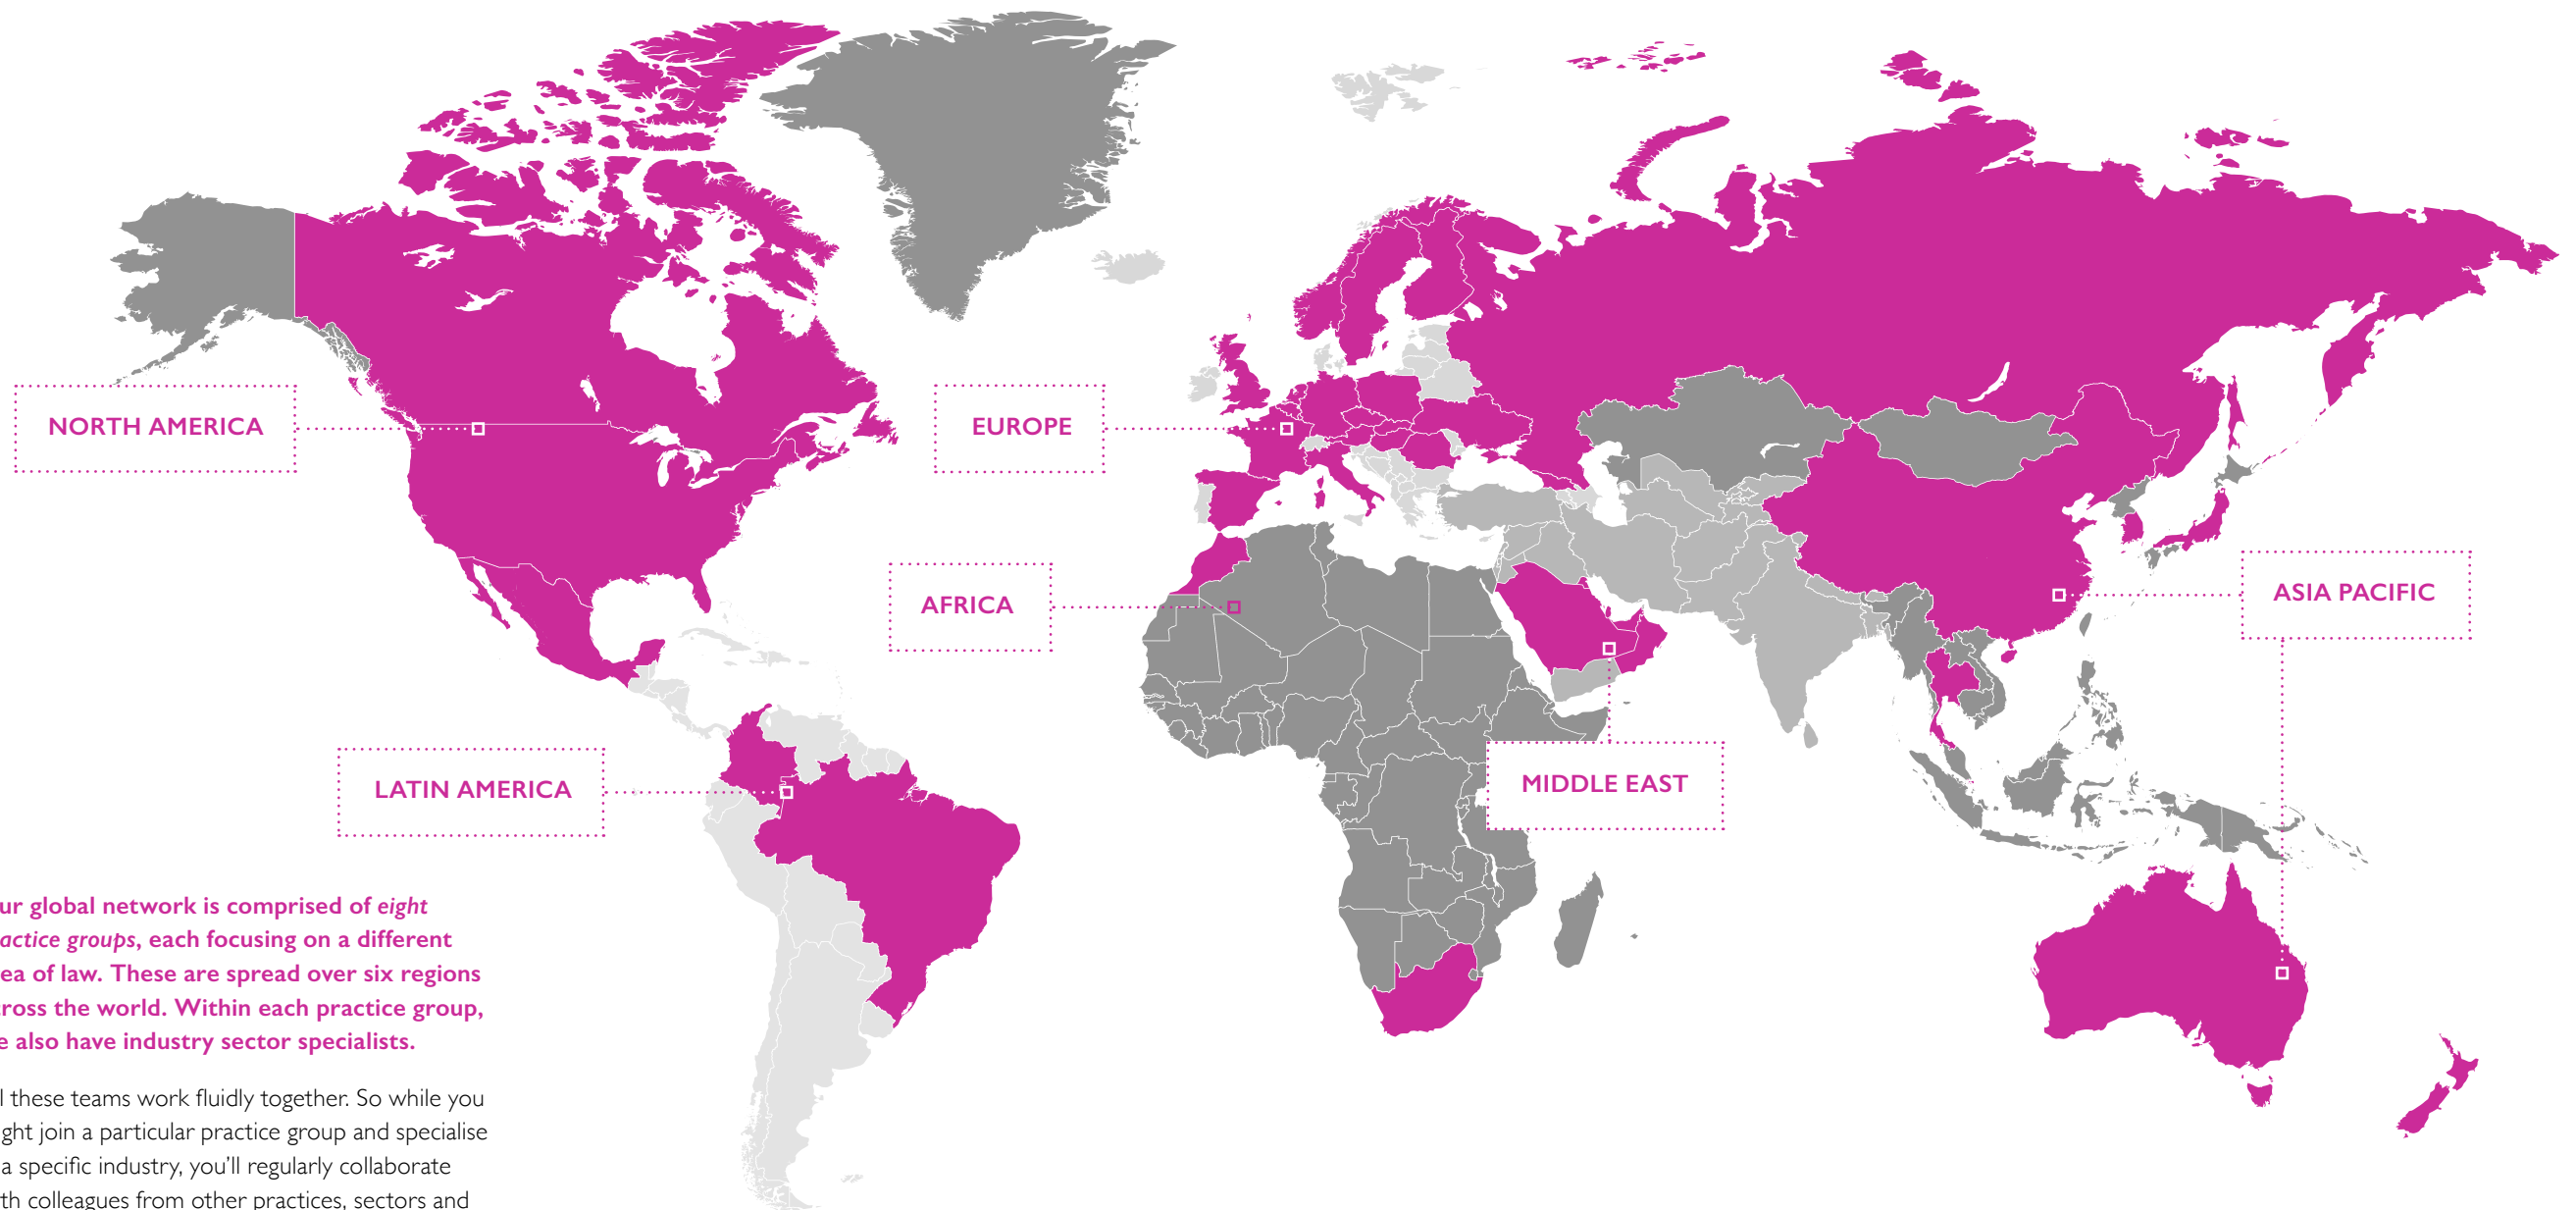 NORTH AMERICA
EUROPE
AFRICA
ASIA PACIFIC
LATIN AMERICA
MIDDLE EAST
ur global network is comprised of eight
actice groups, each focusing on a different
ea of law. These are spread over six regions
ross the world. Within each practice group,
e also have industry sector specialists.
l these teams work fluidly together. So while you
ght join a particular practice group and specialise
a specific industry, you’ll regularly collaborate
th colleagues from other practices, sectors and